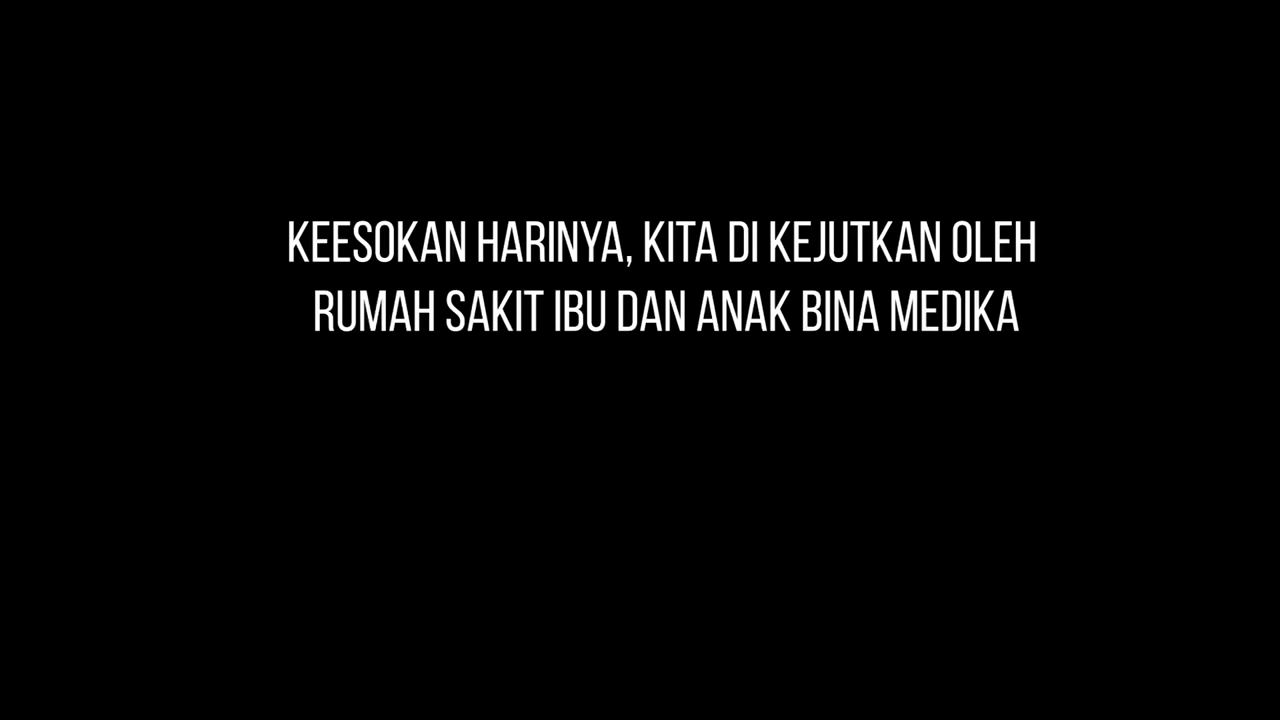 KEESOKAN HARINYA, KITA DI KEJUTKAN OLEH
RUMAH SAKIT IBU DAN ANAK BINA MEDIKA